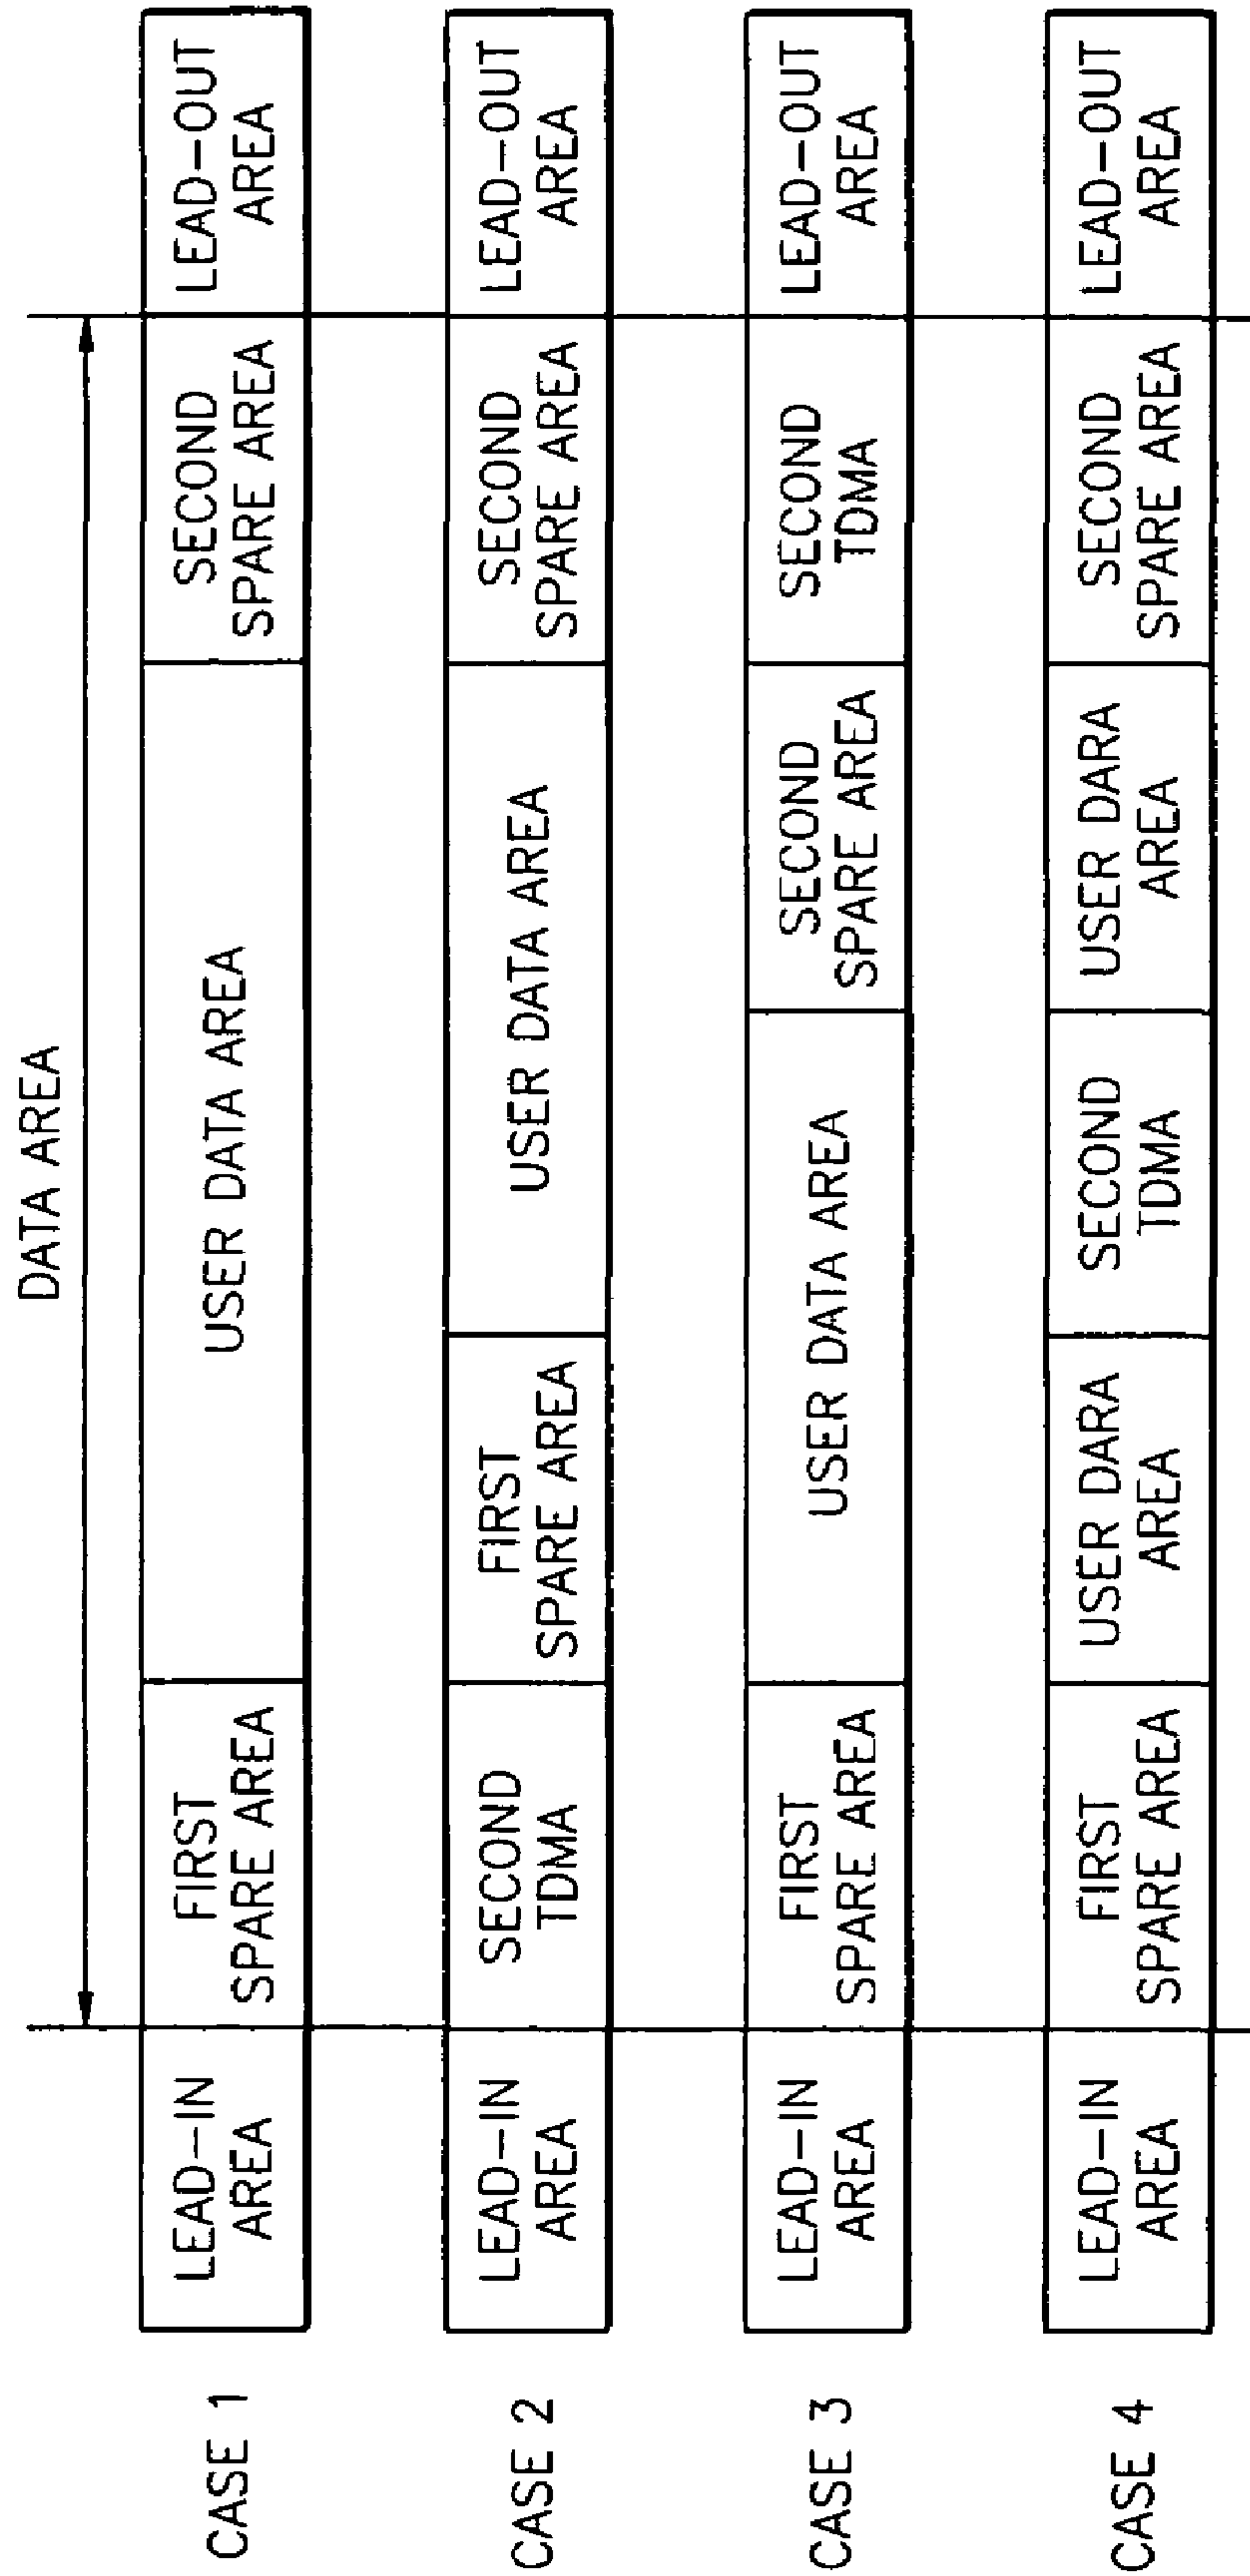 DATA AREA
CASE 1
LEAD-IN
AREA
FIRST
SPARE AREA
USER DATA AREA
SECOND
SPARE AREA
LEAD-OUT
AREA
CASE 2
LEAD-IN
AREA
SECOND
TDMA
FIRST
SPARE AREA
USER DATA AREA
SECOND
SPARE AREA
LEAD-OUT
AREA
CASE 3
LEAD-IN
AREA
FIRST
SPARE AREA
USER DATA AREA
SECOND
SPARE AREA
SECOND
TDMA
LEAD-OUT
AREA
CASE 4
LEAD-IN
AREA
FIRST
SPARE AREA
USER DARA
AREA
SECOND
TDMA
USER DARA
AREA
SECOND
SPARE AREA
LEAD-OUT
AREA